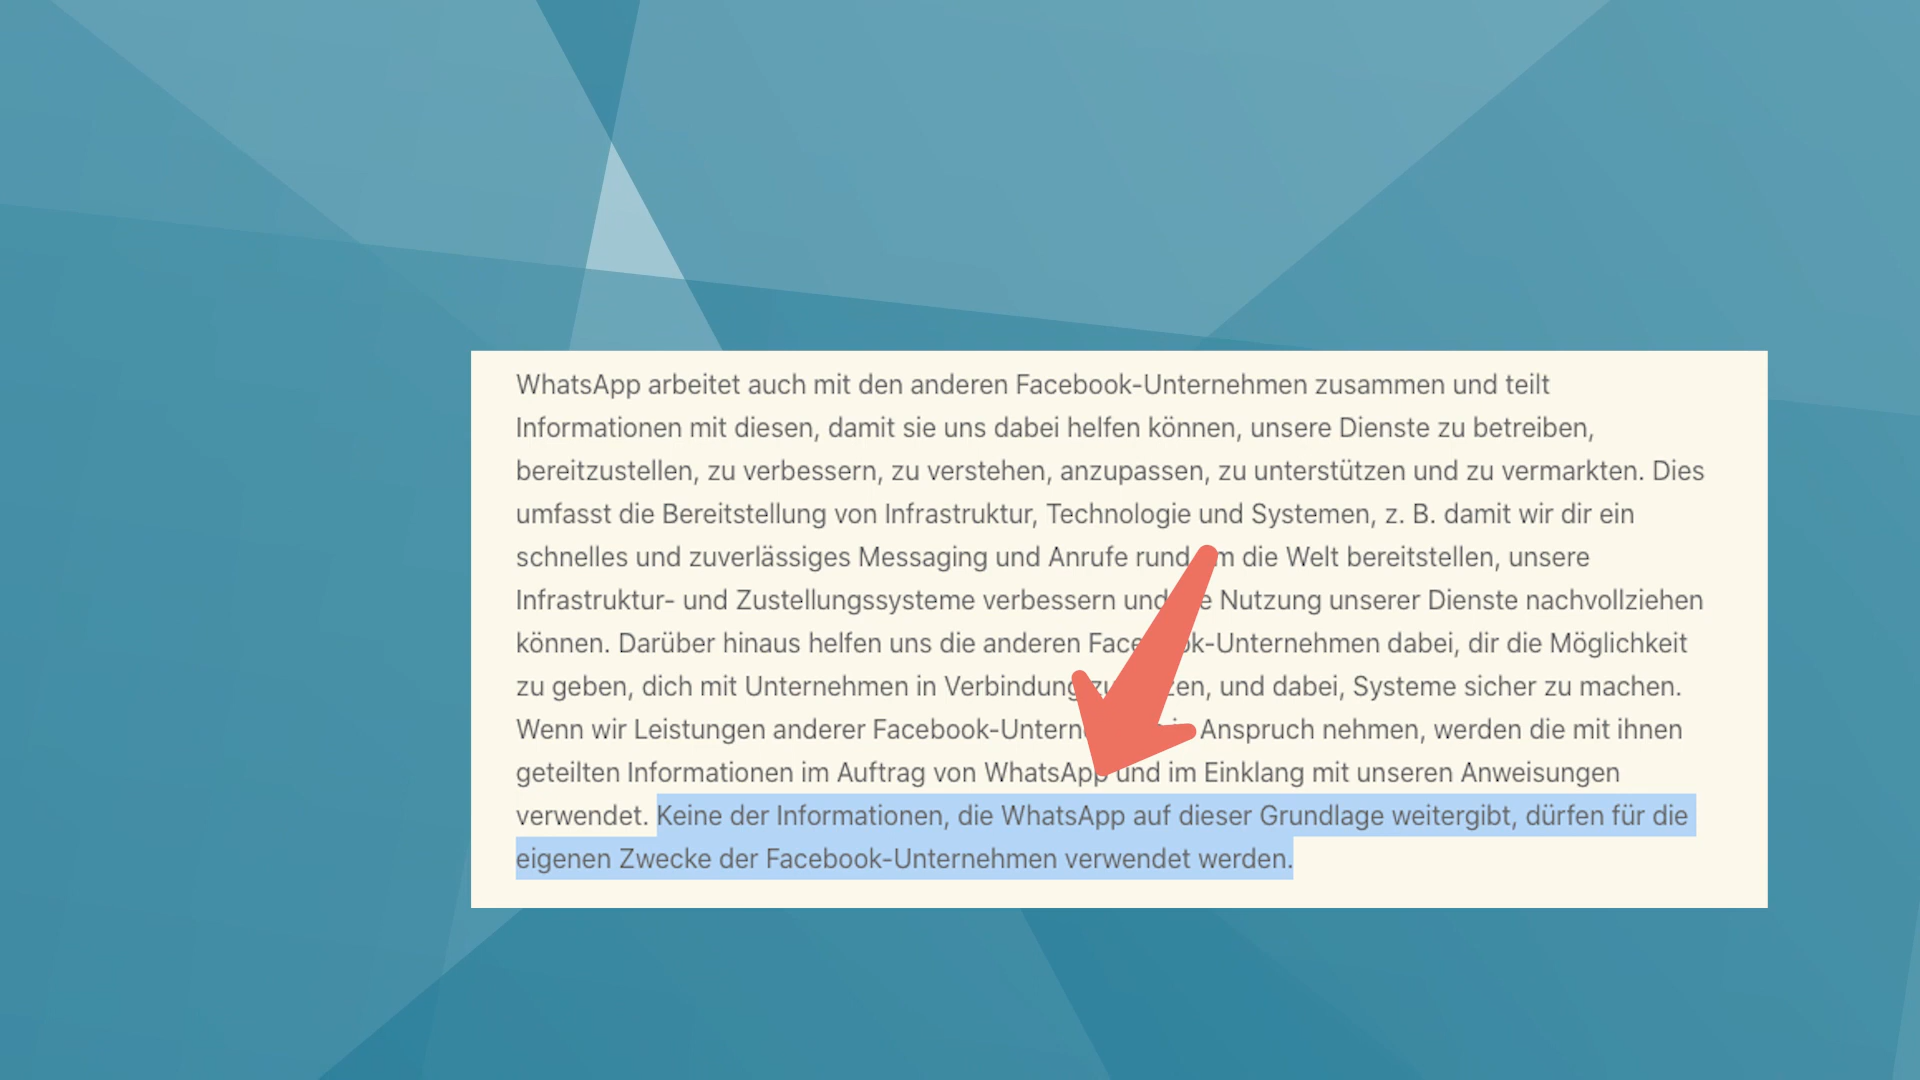 WhatsApp arbeitet auch mit den anderen Facebook-Unternehmen zusammen und teilt
Informationen mit diesen, damit sie uns dabei helfen können, unsere Dienste zu betreiben,
bereitzustellen, zu verbessern, zu verstehen, anzupassen, zu unterstützen und zu vermarkten. Dies
umfasst die Bereitstellung von Infrastruktur, Technologie und Systemen, z. B. damit wir dir ein
schnelles und zuverlässiges Messaging und Anrufe rund die Welt bereitstellen, unsere
Infrastruktur- und Zustellungssysteme verbessern und Nutzung unserer Dienste nachvollziehen
können. Darüber hinaus helfen uns die anderen Facebook-Unternehmen dabei, dir die Möglichkeit
zu geben, dich mit Unternehmen in Verbindung zu und dabei, Systeme sicher zu machen.
Wenn wir Leistungen anderer Facebook-Unternehmen in Anspruch nehmen, werden die mit ihnen
geteilten Informationen im Auftrag von WhatsApp und im Einklang mit unseren Anweisungen
verwendet. Keine der Informationen, die WhatsApp auf dieser Grundlage weitergibt, dürfen für die
eigenen Zwecke der Facebook-Unternehmen verwendet werden.